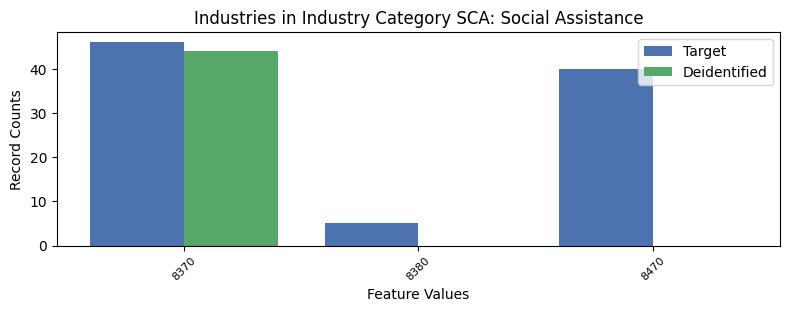 Industries in Industry Category SCA: Social Assistance
Target
Deidentified
Record Counts
40
30
20
10
0
8370
8380
8470
Feature Values